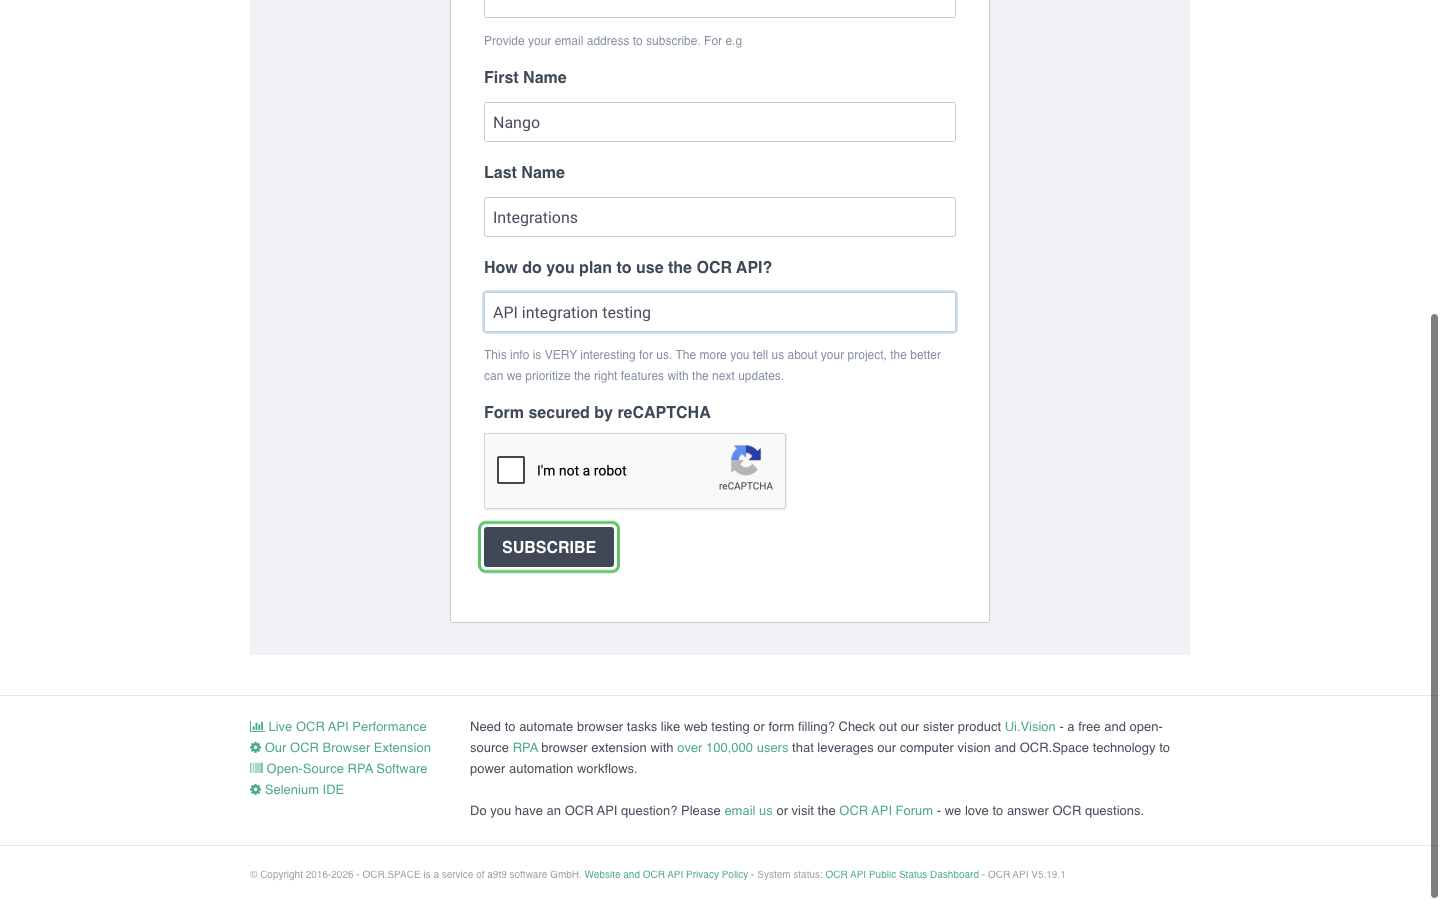 Provide your email address to subscribe. For e.g
First Name
Nango
Last Name
Integrations
How do you plan to use the OCR API?
API integration testing
This info is VERY interesting for us. The more you tell us about your project, the better
can we prioritize the right features with the next updates.
Form secured by reCAPTCHA
I'm not a robot
reCAPTCHA
SUBSCRIBE
Live OCR API Performance
Our OCR Browser Extension
Open-Source RPA Software
Selenium IDE
Need to automate browser tasks like web testing or form filling? Check out our sister product Ui.Vision - a free and open-
source RPA browser extension with over 100,000 users that leverages our computer vision and OCR.Space technology to
power automation workflows.
Do you have an OCR API question? Please email us or visit the OCR API Forum - we love to answer OCR questions.
© Copyright 2016-2026 - OCR.SPACE is a service of a9t9 software GmbH. Website and OCR API Privacy Policy - System status: OCR API Public Status Dashboard - OCR API V5.19.1